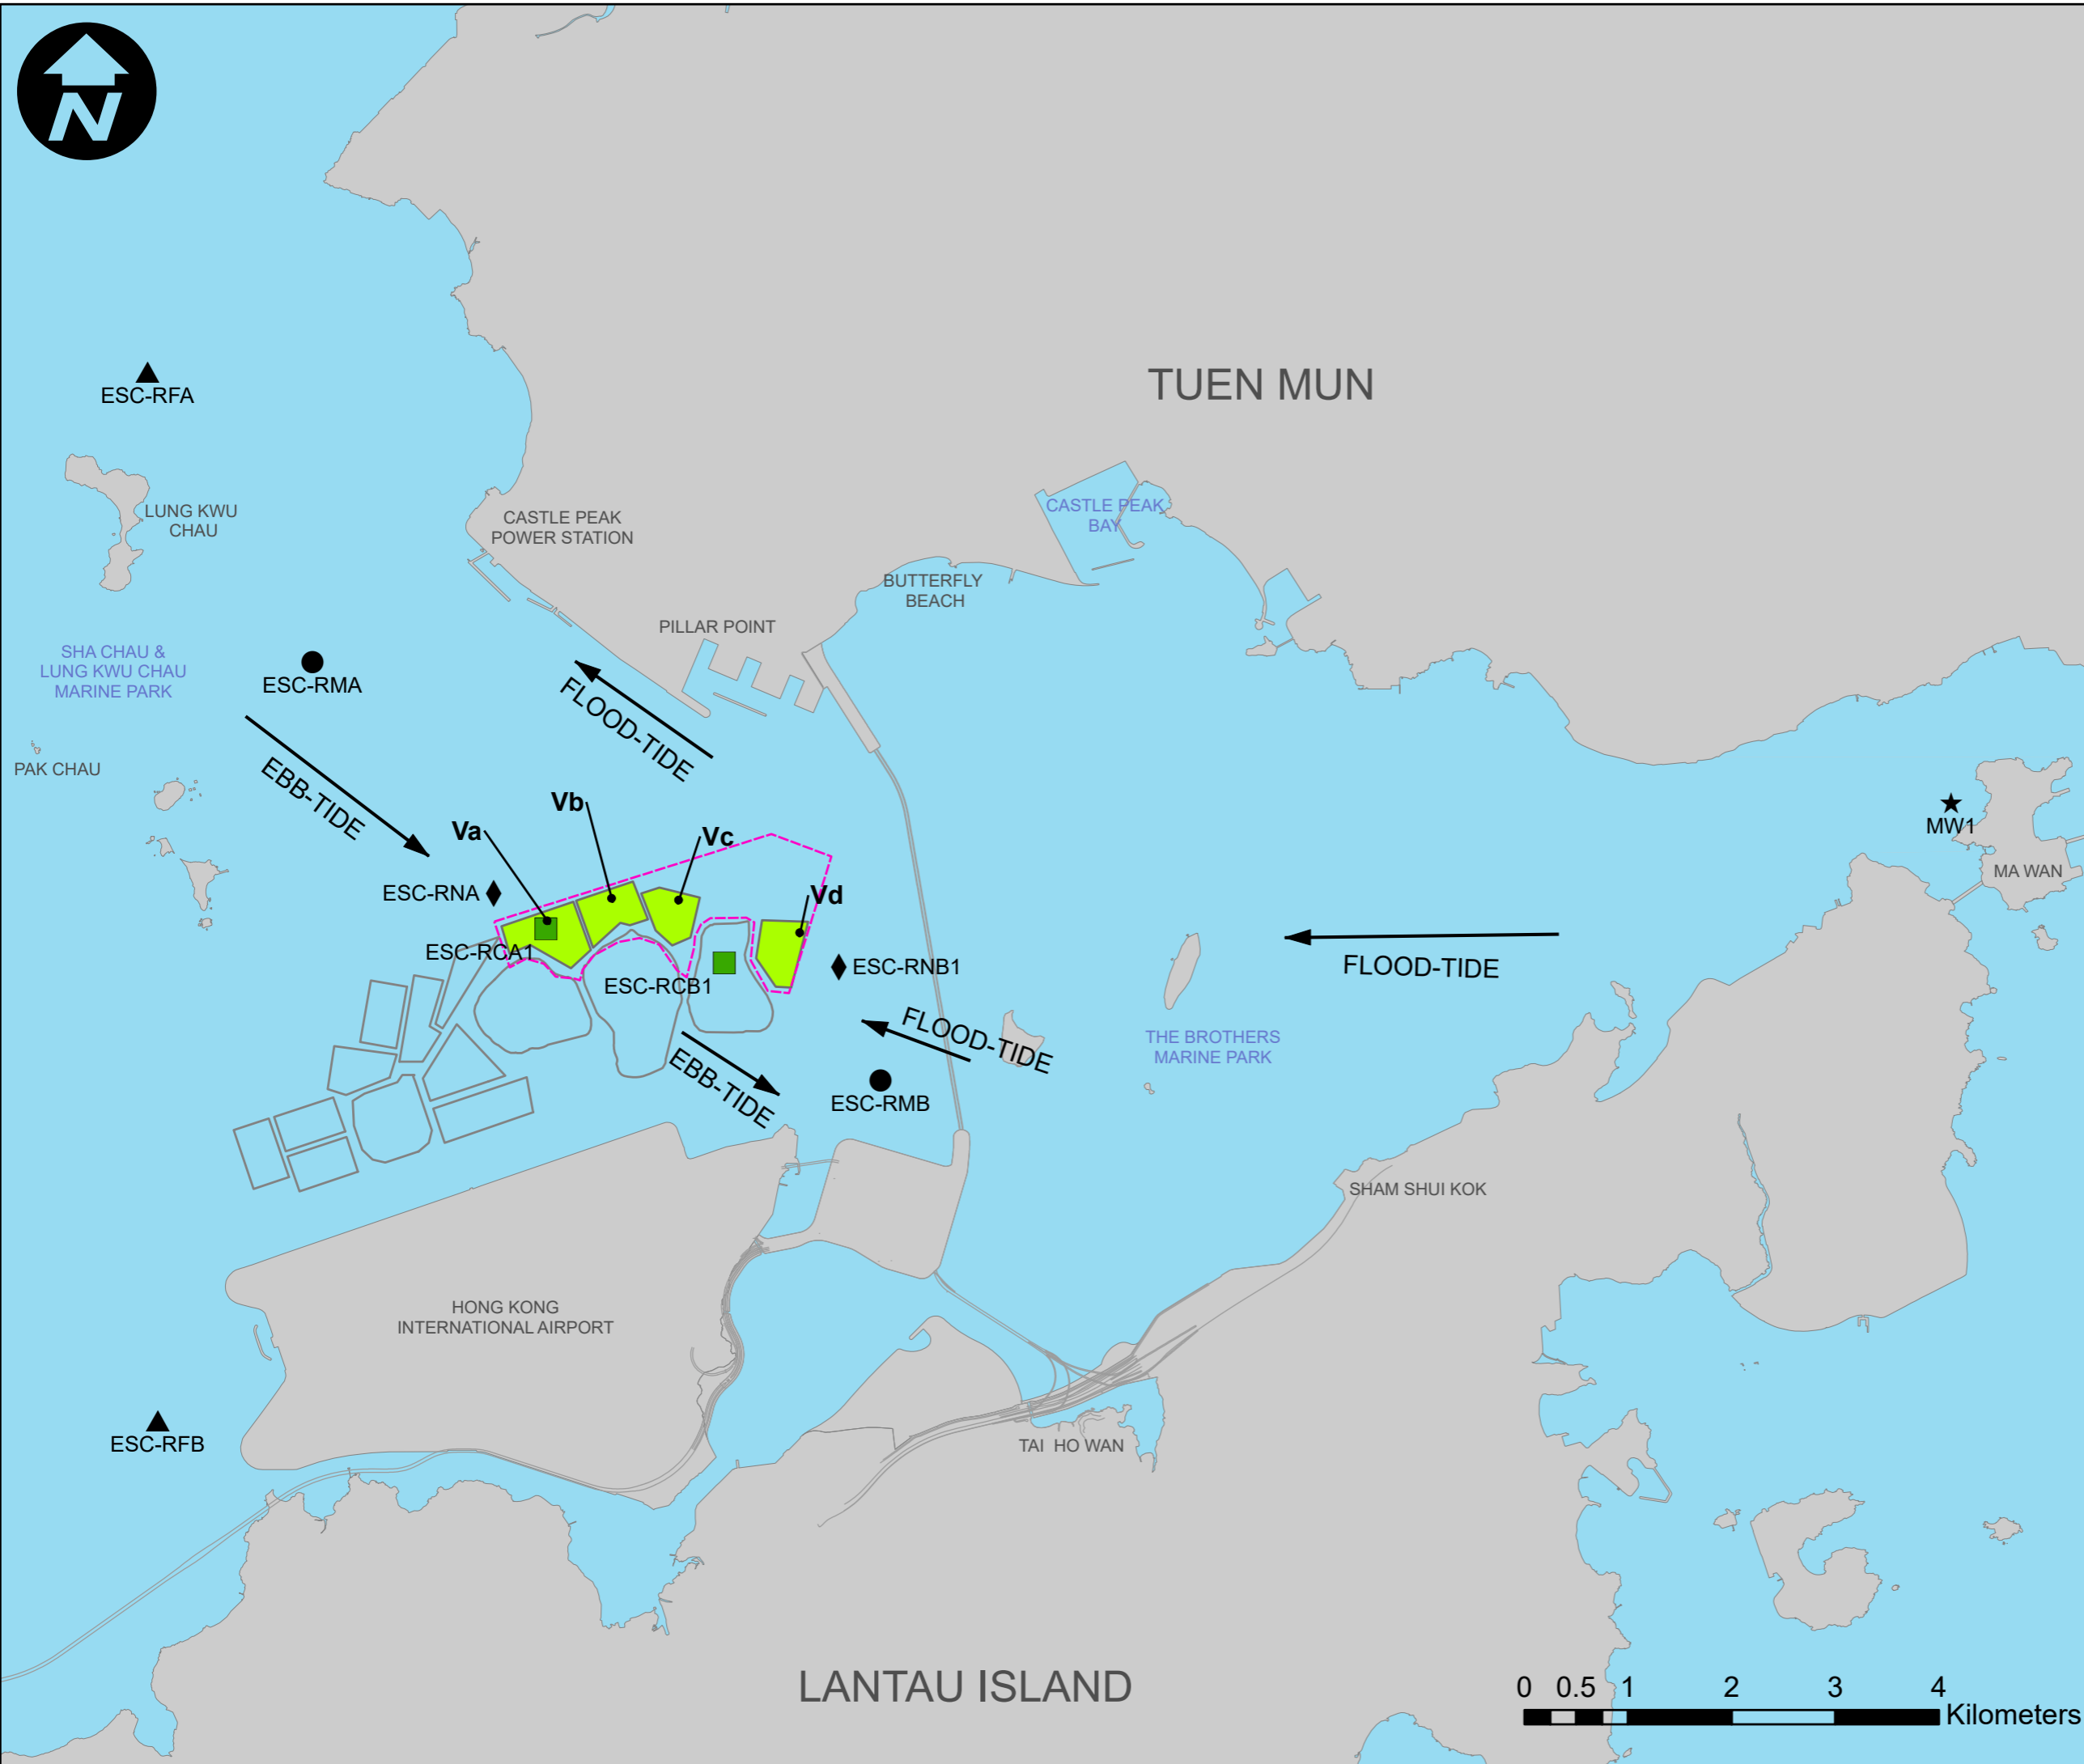 N
TUEN MUN
ESC-RFA
LUNG KWU
CHAU
CASTLE PEAK
POWER STATION
CASTLE PEAK
BAY
BUTTERFLY
BEACH
PILLAR POINT
SHA CHAU &
LUNG KWU CHAU
MARINE PARK
ESC-RMA
FLOOD-TIDE
PAK CHAU
EBB-TIDE
Vb
Va
Vc
MW1
MA WAN
ESC-RNA
Vd
ESC-RCA1
ESC-RNB1
FLOOD-TIDE
ESC-RCB1
FLOOD-TIDE
THE BROTHERS
MARINE PARK
EBB-TIDE
ESC-RMB
SHAM SHUI KOK
HONG KONG
INTERNATIONAL AIRPORT
ESC-RFB
TAI HO WAN
LANTAU ISLAND
0 0.5 1 2 3 4
Kilometers